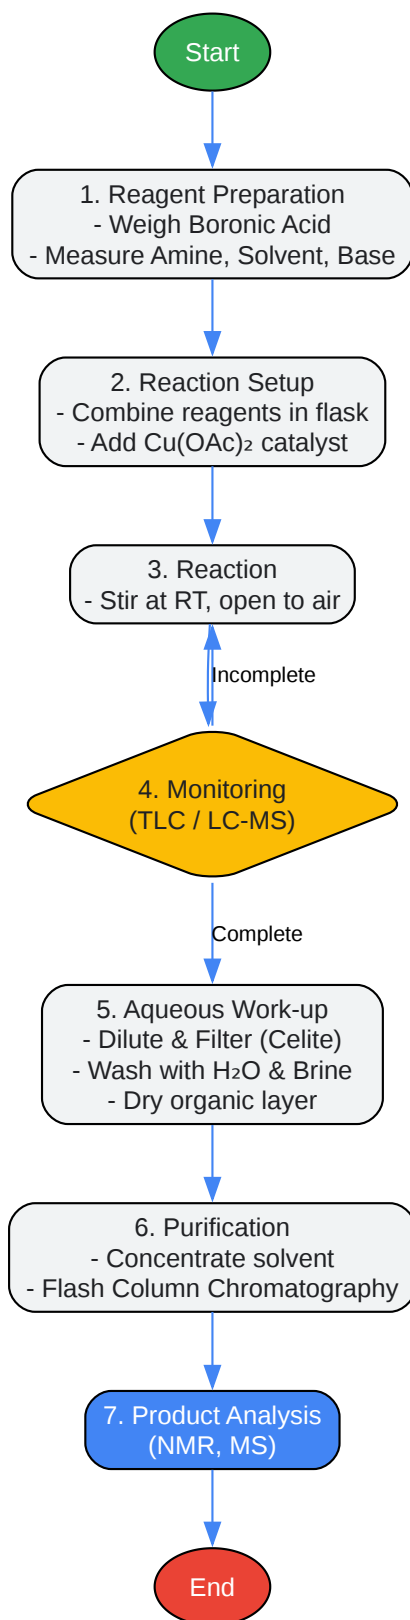 Start
1. Reagent Preparation
- Weigh Boronic Acid
- Measure Amine, Solvent, Base
2. Reaction Setup
- Combine reagents in flask
- Add Cu(OAc)₂ catalyst
3. Reaction
- Stir at RT, open to air
Incomplete
4. Monitoring
(TLC / LC-MS)
Complete
5. Aqueous Work-up
- Dilute & Filter (Celite)
- Wash with H₂O & Brine
- Dry organic layer
6. Purification
- Concentrate solvent
- Flash Column Chromatography
7. Product Analysis
(NMR, MS)
End